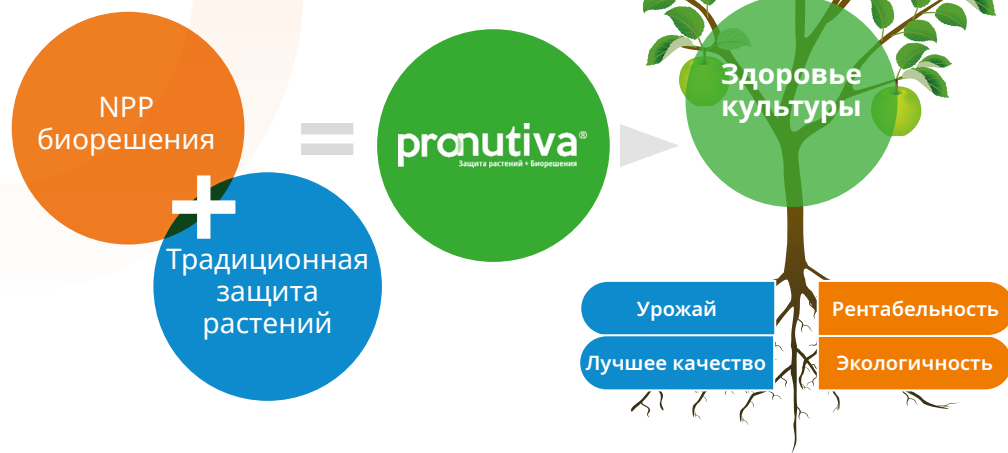 NPP
биорешения
+
Традиционная
защита
растений
=
pronutiva®
Защита растений + Биорешения
Здоровье
культуры
Урожай
Рентабельность
Лучшее качество
Экологичность